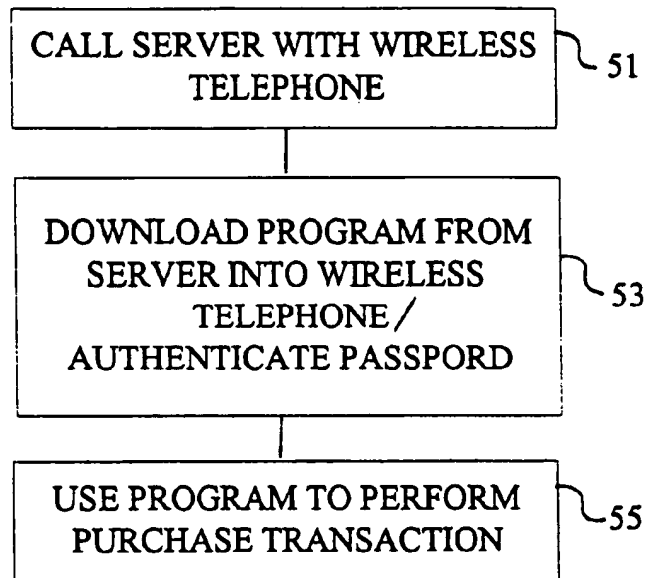 CALL SERVER WITH WIRELESS
TELEPHONE
51
DOWNLOAD PROGRAM FROM
SERVER INTO WIRELESS
TELEPHONE/
AUTHENTICATE PASSPORD
53
USE PROGRAM TO PERFORM
PURCHASE TRANSACTION
55